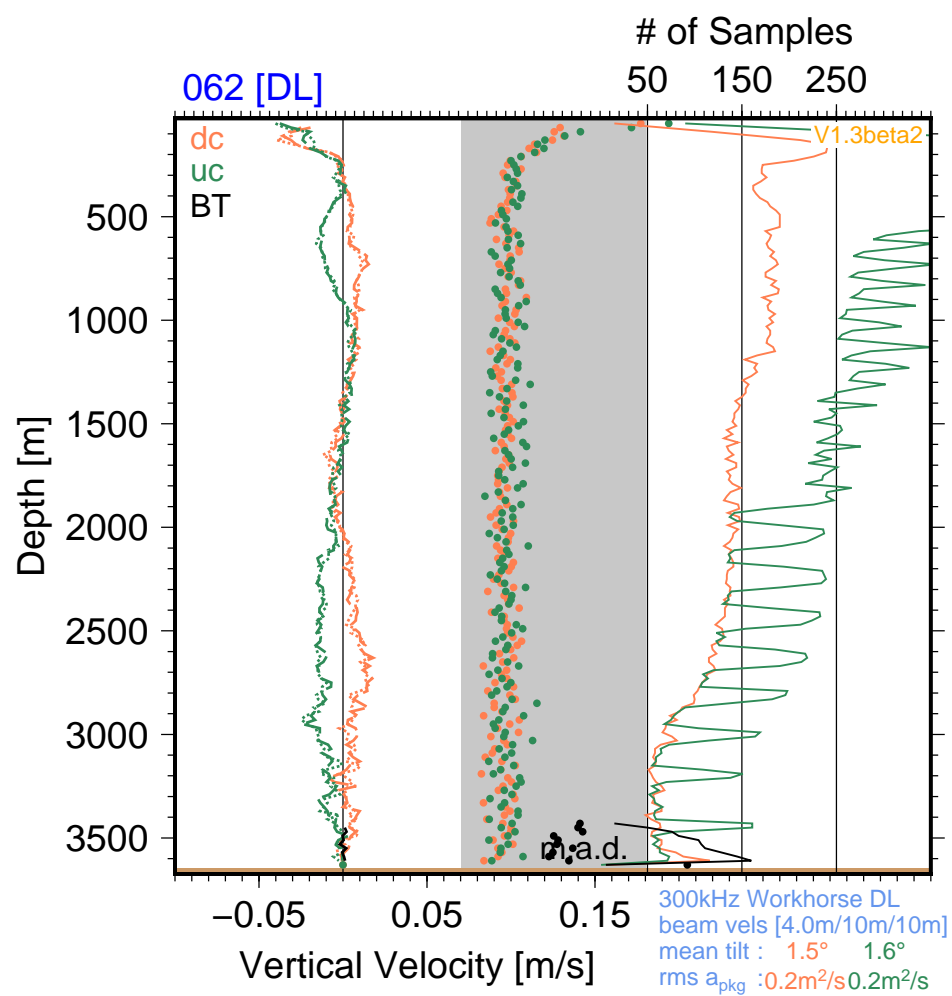 # of Samples
50 150 250
062 [DL]
dc
uc
BT
V1.3beta2
500
1000
1500
2000
2500
3000
3500
Depth [m]
m.a.d.
−0.05 0.05 0.15
Vertical Velocity [m/s]
300kHz Workhorse DL
beam vels [4.0m/10m/10m]
mean tilt : 1.5° 1.6°
rms a_pkg : 0.2m²/s 0.2m²/s